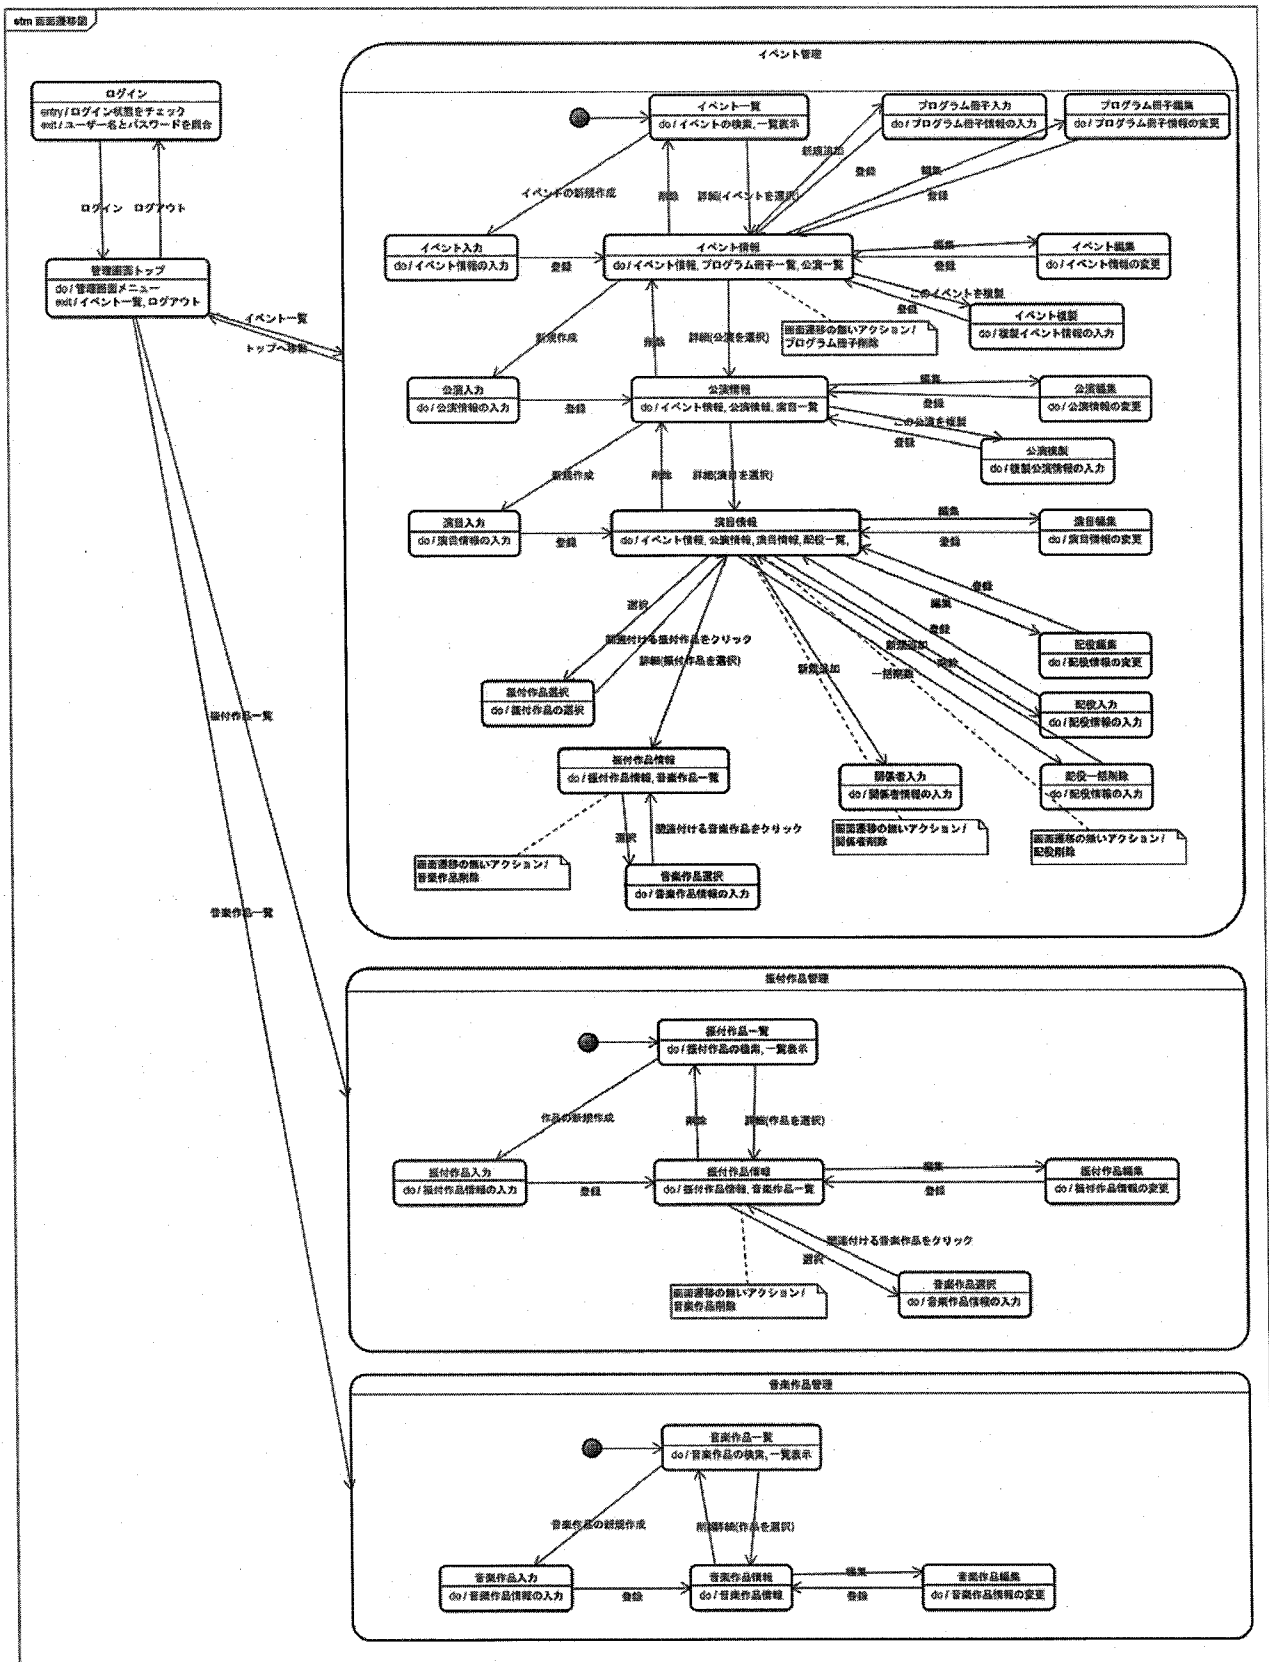 stm 画面遷移図
ログイン
entry / ログイン状態をチェック
exit / ユーザー名とパスワードを照合
ログイン
ログアウト
管理画面トップ
do / 管理画面メニュー
exit / イベント一覧, ログアウト
イベント一覧
トップへ移動
振付作品一覧
音楽作品一覧
イベント管理
イベント一覧
do / イベントの検索, 一覧表示
プログラム冊子入力
do / プログラム冊子情報の入力
プログラム冊子編集
do / プログラム冊子情報の変更
新規追加
登録
編集
登録
イベントの新規作成
削除
詳細(イベントを選択)
イベント入力
do / イベント情報の入力
登録
イベント情報
do / イベント情報, プログラム冊子一覧, 公演一覧
編集
登録
イベント編集
do / イベント情報の変更
このイベントを複製
登録
イベント複製
do / 複製イベント情報の入力
画面遷移の無いアクション /
プログラム冊子削除
新規作成
削除
詳細(公演を選択)
公演入力
do / 公演情報の入力
登録
公演情報
do / イベント情報, 公演情報, 演目一覧
編集
登録
公演編集
do / 公演情報の変更
この公演を複製
登録
公演複製
do / 複製公演情報の入力
新規作成
削除
詳細(演目を選択)
演目入力
do / 演目情報の入力
登録
演目情報
do / イベント情報, 公演情報, 演目情報, 配役一覧,
編集
登録
演目編集
do / 演目情報の変更
選択
関連付ける振付作品をクリック
詳細(振付作品を選択)
新規追加
一括削除
新規追加
削除
登録
編集
登録
配役編集
do / 配役情報の変更
振付作品選択
do / 振付作品の選択
配役入力
do / 配役情報の入力
振付作品情報
do / 振付作品情報, 音楽作品一覧
関係者入力
do / 関係者情報の入力
配役一括削除
do / 配役情報の入力
選択
関連付ける音楽作品をクリック
画面遷移の無いアクション /
関係者削除
画面遷移の無いアクション /
配役削除
画面遷移の無いアクション /
音楽作品削除
音楽作品選択
do / 音楽作品情報の入力
振付作品管理
振付作品一覧
do / 振付作品の検索, 一覧表示
作品の新規作成
削除
詳細(作品を選択)
振付作品入力
do / 振付作品情報の入力
登録
振付作品情報
do / 振付作品情報, 音楽作品一覧
編集
登録
振付作品編集
do / 振付作品情報の変更
関連付ける音楽作品をクリック
選択
音楽作品選択
do / 音楽作品情報の入力
画面遷移の無いアクション /
音楽作品削除
音楽作品管理
音楽作品一覧
do / 音楽作品の検索, 一覧表示
音楽作品の新規作成
削除
詳細(作品を選択)
音楽作品入力
do / 音楽作品情報の入力
登録
音楽作品情報
do / 音楽作品情報
編集
登録
音楽作品編集
do / 音楽作品情報の変更